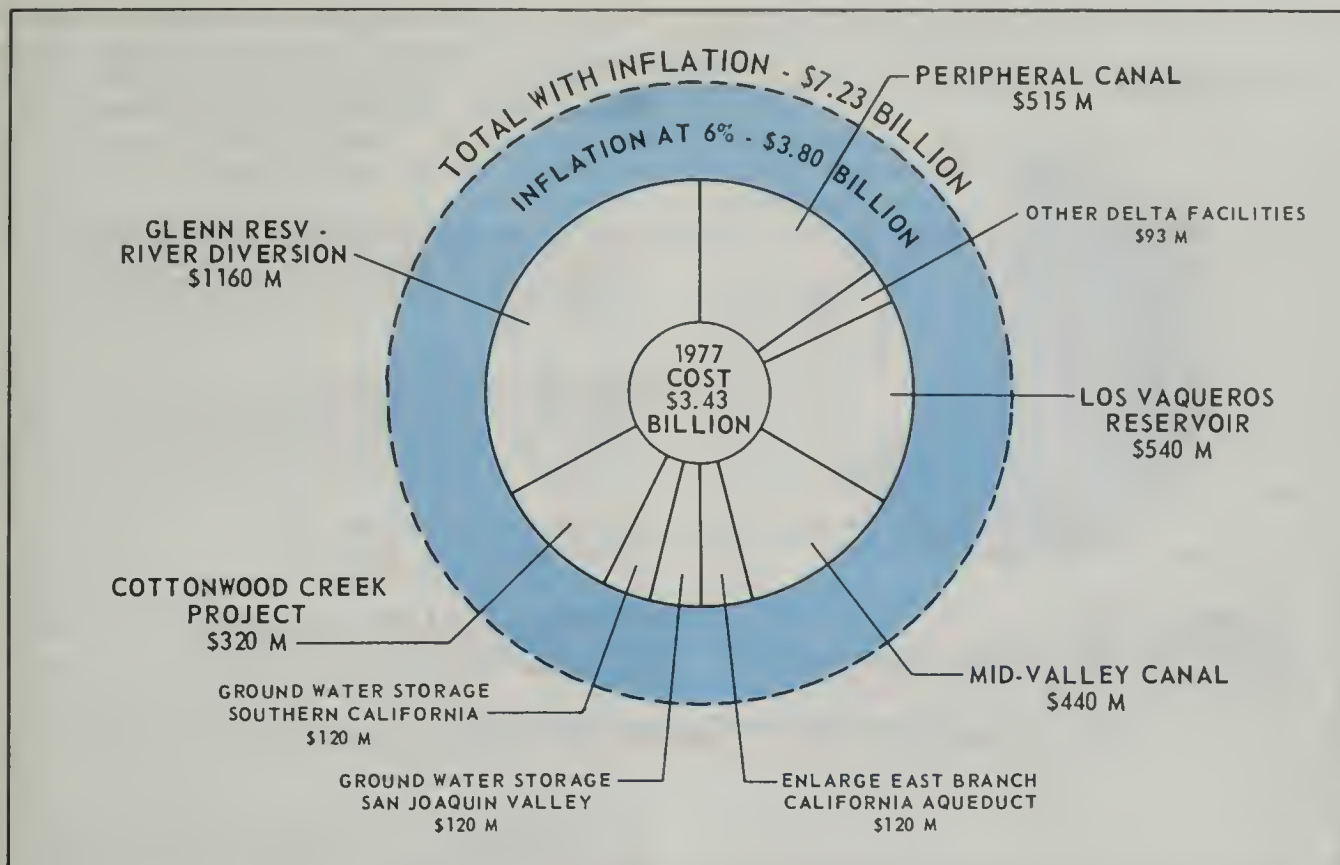 TOTAL WITH INFLATION - $7.23 BILLION
INFLATION AT 6% - $3.80 BILLION
PERIPHERAL CANAL
$515 M
OTHER DELTA FACILITIES
$93 M
GLENN RESV -
RIVER DIVERSION
$1160 M
1977
COST
$3.43
BILLION
LOS VAQUEROS
RESERVOIR
$540 M
COTTONWOOD CREEK
PROJECT
$320 M
MID-VALLEY CANAL
$440 M
GROUND WATER STORAGE
SOUTHERN CALIFORNIA
$120 M
GROUND WATER STORAGE
SAN JOAQUIN VALLEY
$120 M
ENLARGE EAST BRANCH
CALIFORNIA AQUEDUCT
$120 M